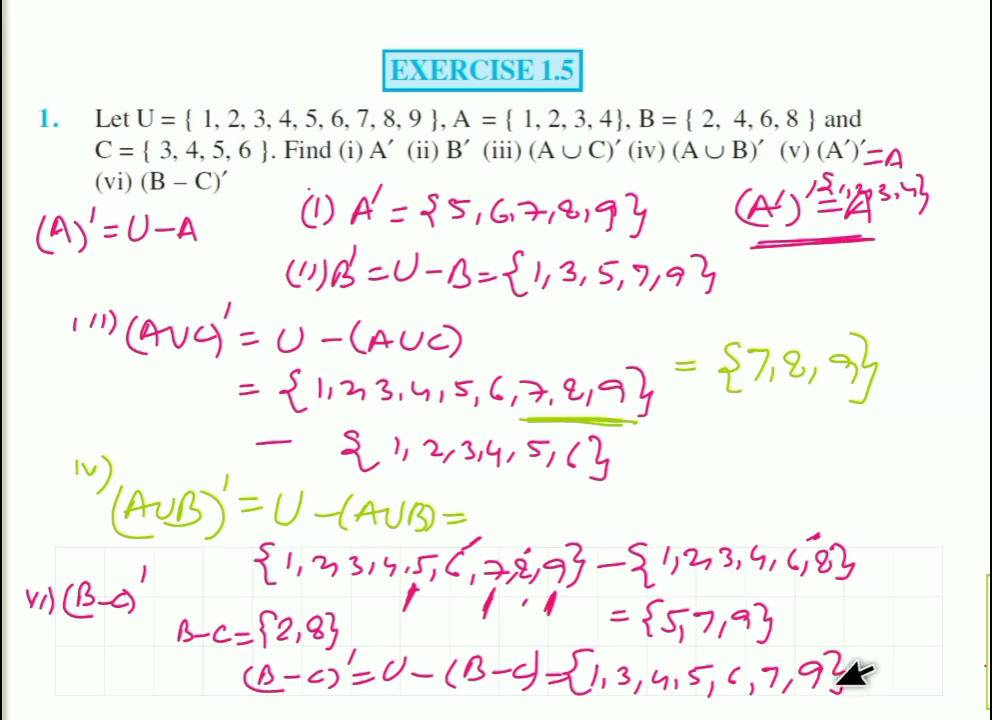 EXERCISE 1.5
1. Let U = { 1, 2, 3, 4, 5, 6, 7, 8, 9 }, A = { 1, 2, 3, 4}, B = { 2, 4, 6, 8 } and
C = { 3, 4, 5, 6 }. Find (i) A′ (ii) B′ (iii) (A ∪ C)′ (iv) (A ∪ B)′ (v) (A′)′ = A
(vi) (B – C)′
(A)' = U - A
(i) A' = {5, 6, 7, 8, 9}
(A')' = A
{1, 2, 3, 4}
(ii) B' = U - B = {1, 3, 5, 7, 9}
iii) (A∪C)' = U - (A∪C)
= {1, 2, 3, 4, 5, 6, 7, 8, 9}
- {1, 2, 3, 4, 5, 6}
= {7, 8, 9}
iv) (A∪B)' = U - (A∪B) =
{1, 2, 3, 4, 5, 6, 7, 8, 9} - {1, 2, 3, 4, 6, 8}
= {5, 7, 9}
vi) (B-C)'
B-C = {2, 8}
(B-C)' = U - (B-C) = {1, 3, 4, 5, 6, 7, 9}